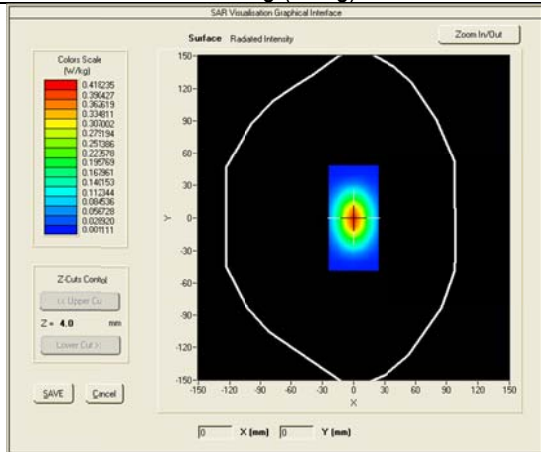 SAR Visualisation Graphical Interface
Surface Radiated Intensity
Zoom In/Out
Colors Scale
(W/kg)
0.418235
0.390427
0.362619
0.334811
0.307002
0.279194
0.251386
0.223578
0.195769
0.167961
0.140153
0.112344
0.084536
0.056728
0.028920
0.001111
150
120
90
60
30
0
-30
-60
-90
-120
-150
Y
-150 -120 -90 -60 -30 0 30 60 90 120 150
X
Z-Cuts Control
<< Upper Cu
Z = 4.0 mm
Lower Cut >|
SAVE Cancel
0 X (mm) 0 Y (mm)